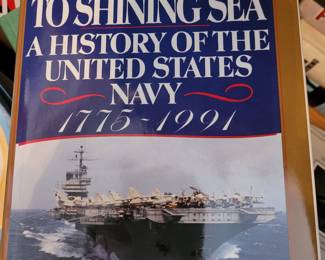 TO SHINING SEA
A HISTORY OF THE
UNITED STATES
NAVY
1775-1991